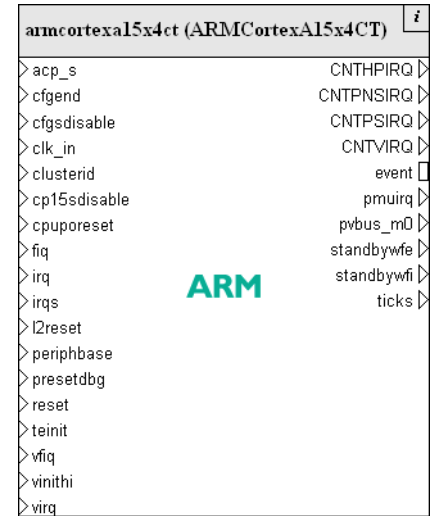 armcortexa15x4ct (ARMCortexA15x4CT) i
acp_s CNTHPIRQ
cfgend CNTPNSIRQ
cfgsdisable CNTPSIRQ
clk_in CNTVIRQ
clusterid event
cp15sdisable pmuirq
cpuporeset pvbus_m0
fiq standbywfe
irq standbywfi
irqs ticks
ARM
l2reset
periphbase
presetdbg
reset
teinit
vfiq
vinithi
virq